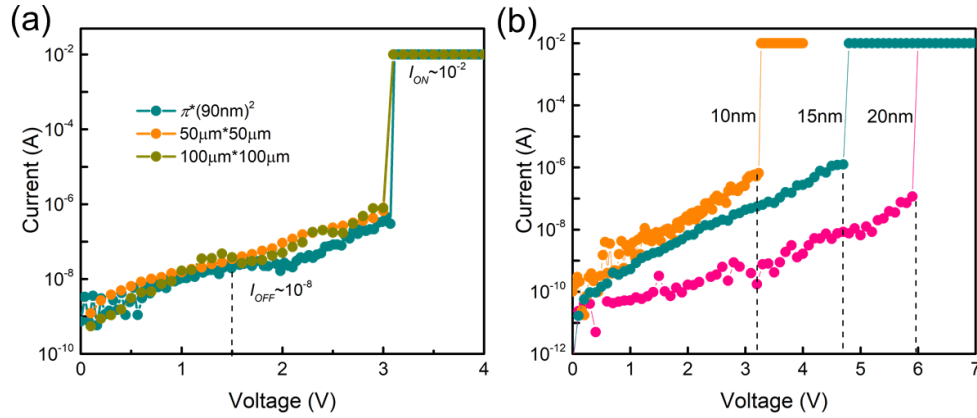 (a)
Current (A)
10⁻²
10⁻⁴
10⁻⁶
10⁻⁸
10⁻¹⁰
I_ON~10⁻²
π*(90nm)²
50μm*50μm
100μm*100μm
I_OFF~10⁻⁸
0 1 2 3 4
Voltage (V)
(b)
Current (A)
10⁻²
10⁻⁴
10⁻⁶
10⁻⁸
10⁻¹⁰
10⁻¹²
10nm 15nm 20nm
0 1 2 3 4 5 6 7
Voltage (V)